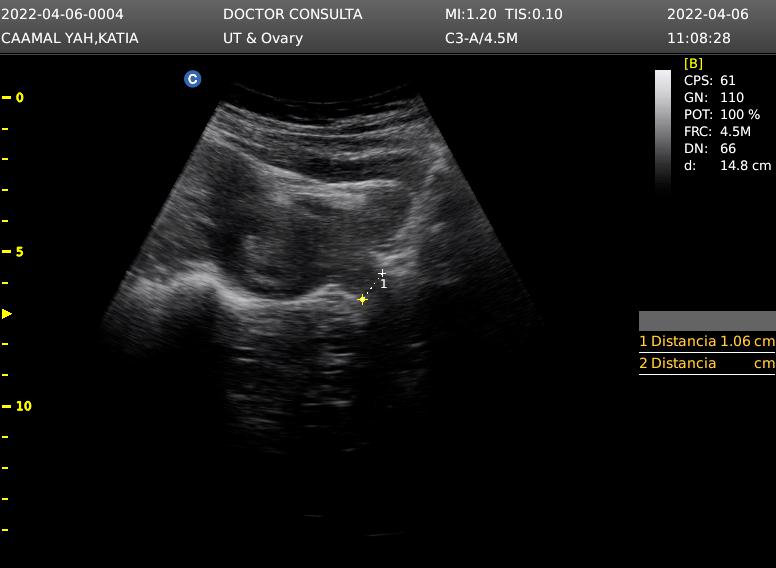 2022-04-06-0004 DOCTOR CONSULTA MI:1.20 TIS:0.10 2022-04-06
CAAMAL YAH,KATIA UT & Ovary C3-A/4.5M 11:08:28
C
[B]
CPS: 61
GN: 110
POT: 100 %
FRC: 4.5M
DN: 66
d: 14.8 cm
0
5
10
1
1 Distancia 1.06 cm
2 Distancia cm